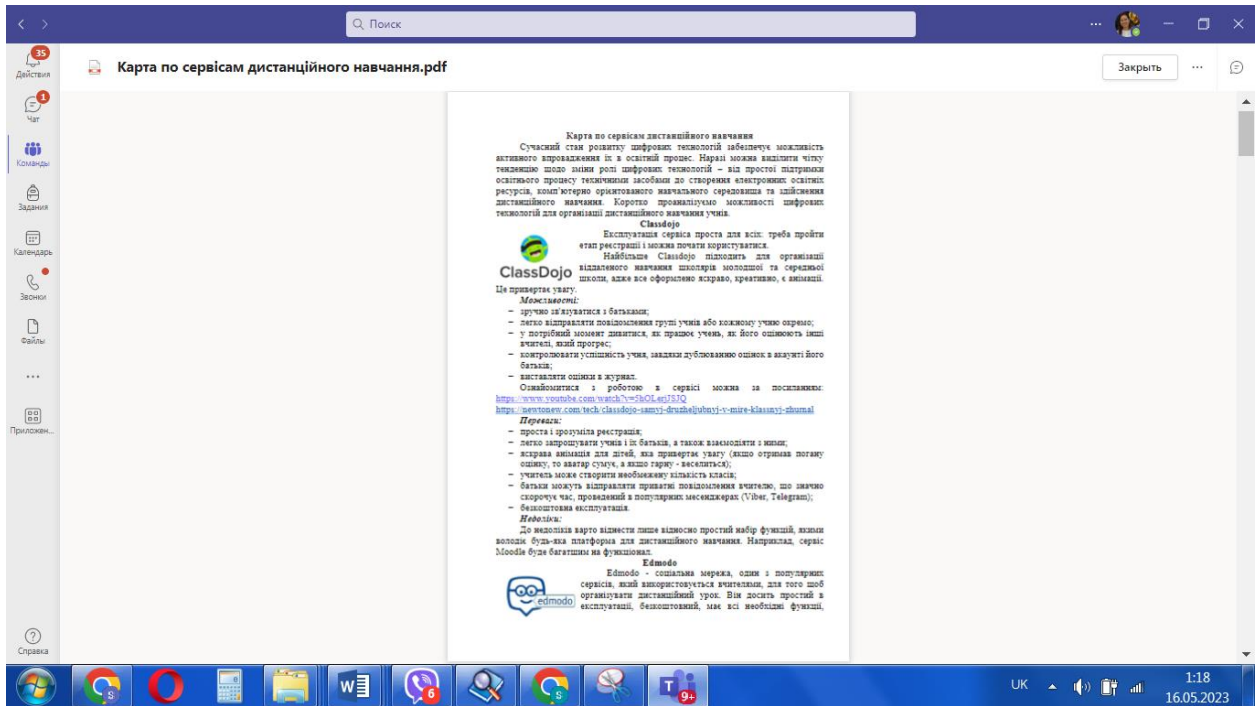 Поиск
35
Действия
Карта по сервісам дистанційного навчання.pdf
Закрыть
1
Чат
Команды
Задания
Календарь
Звонки
Файлы
Приложен...
Справка
Карта по сервісам дистанційного навчання
Сучасний стан розвитку цифрових технологій забезпечує можливість
активного впровадження їх в освітній процес. Наразі можна виділити чітку
тенденцію щодо зміни ролі цифрових технологій – від простої підтримки
освітнього процесу технічними засобами до створення електронних освітніх
ресурсів, комп'ютерно орієнтованого навчального середовища та здійснення
дистанційного навчання. Коротко проаналізуємо можливості цифрових
технологій для організації дистанційного навчання учнів.
Classdojo
Експлуатація сервіса проста для всіх: треба пройти
етап реєстрації і можна почати користуватися.
Найбільше Classdojo підходить для організації
віддаленого навчання школярів молодшої та середньої
школи, адже все оформлено яскраво, креативно, є анімації.
ClassDojo
Це привертає увагу.
Можливості:
– зручно зв'язуватися з батьками;
– легко відправляти повідомлення групі учнів або кожному учню окремо;
– у потрібний момент дивитися, як працює учень, як його оцінюють інші
вчителі, який прогрес;
– контролювати успішність учня, завдяки дублюванню оцінок в акаунті його
батьків;
– виставляти оцінки в журнал.
Ознайомитися з роботою в сервісі можна за посиланням:
https://www.youtube.com/watch?v=5hOLerjJSJQ
https://newtonew.com/tech/classdojo-samyj-druzheljubnyj-v-mire-klassnyj-zhurnal
Переваги:
– проста і зрозуміла реєстрація;
– легко запрошувати учнів і їх батьків, а також взаємодіяти з ними;
– яскрава анімація для дітей, яка привертає увагу (якщо отримав погану
оцінку, то аватар сумує, а якщо гарну - веселиться);
– учитель може створити необмежену кількість класів;
– батьки можуть відправляти приватні повідомлення вчителю, що значно
скорочує час, проведений в популярних месенджерах (Viber, Telegram);
– безкоштовна експлуатація.
Недоліки:
До недоліків варто віднести лише відносно простий набір функцій, якими
володіє будь-яка платформа для дистанційного навчання. Наприклад, сервіс
Moodle буде багатшим на функціонал.
Edmodo
Edmodo - соціальна мережа, один з популярних
сервісів, який використовується вчителями, для того щоб
організувати дистанційний урок. Він досить простий в
експлуатації, безкоштовний, має всі необхідні функції,
edmodo
6
9+
UK
1:18
16.05.2023